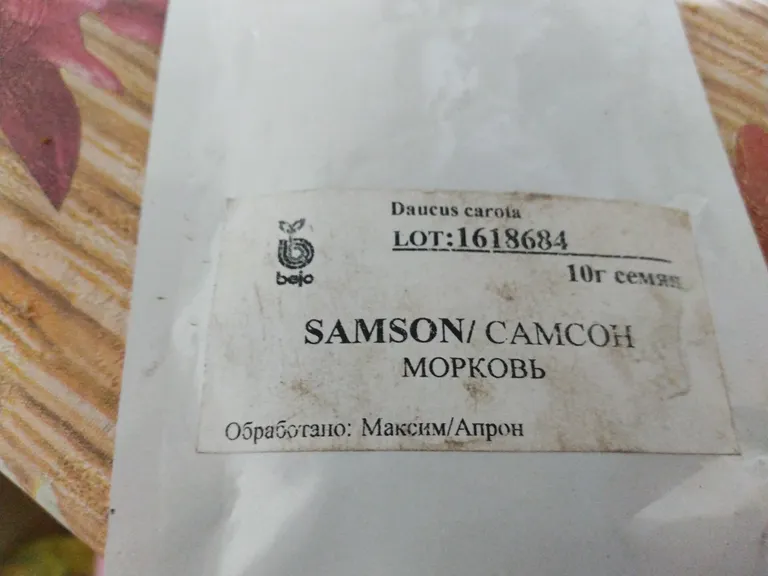 Daucus carota
LOT:1618684
bejo
10г семян
SAMSON/ САМСОН
МОРКОВЬ
Обработано: Максим/Апрон